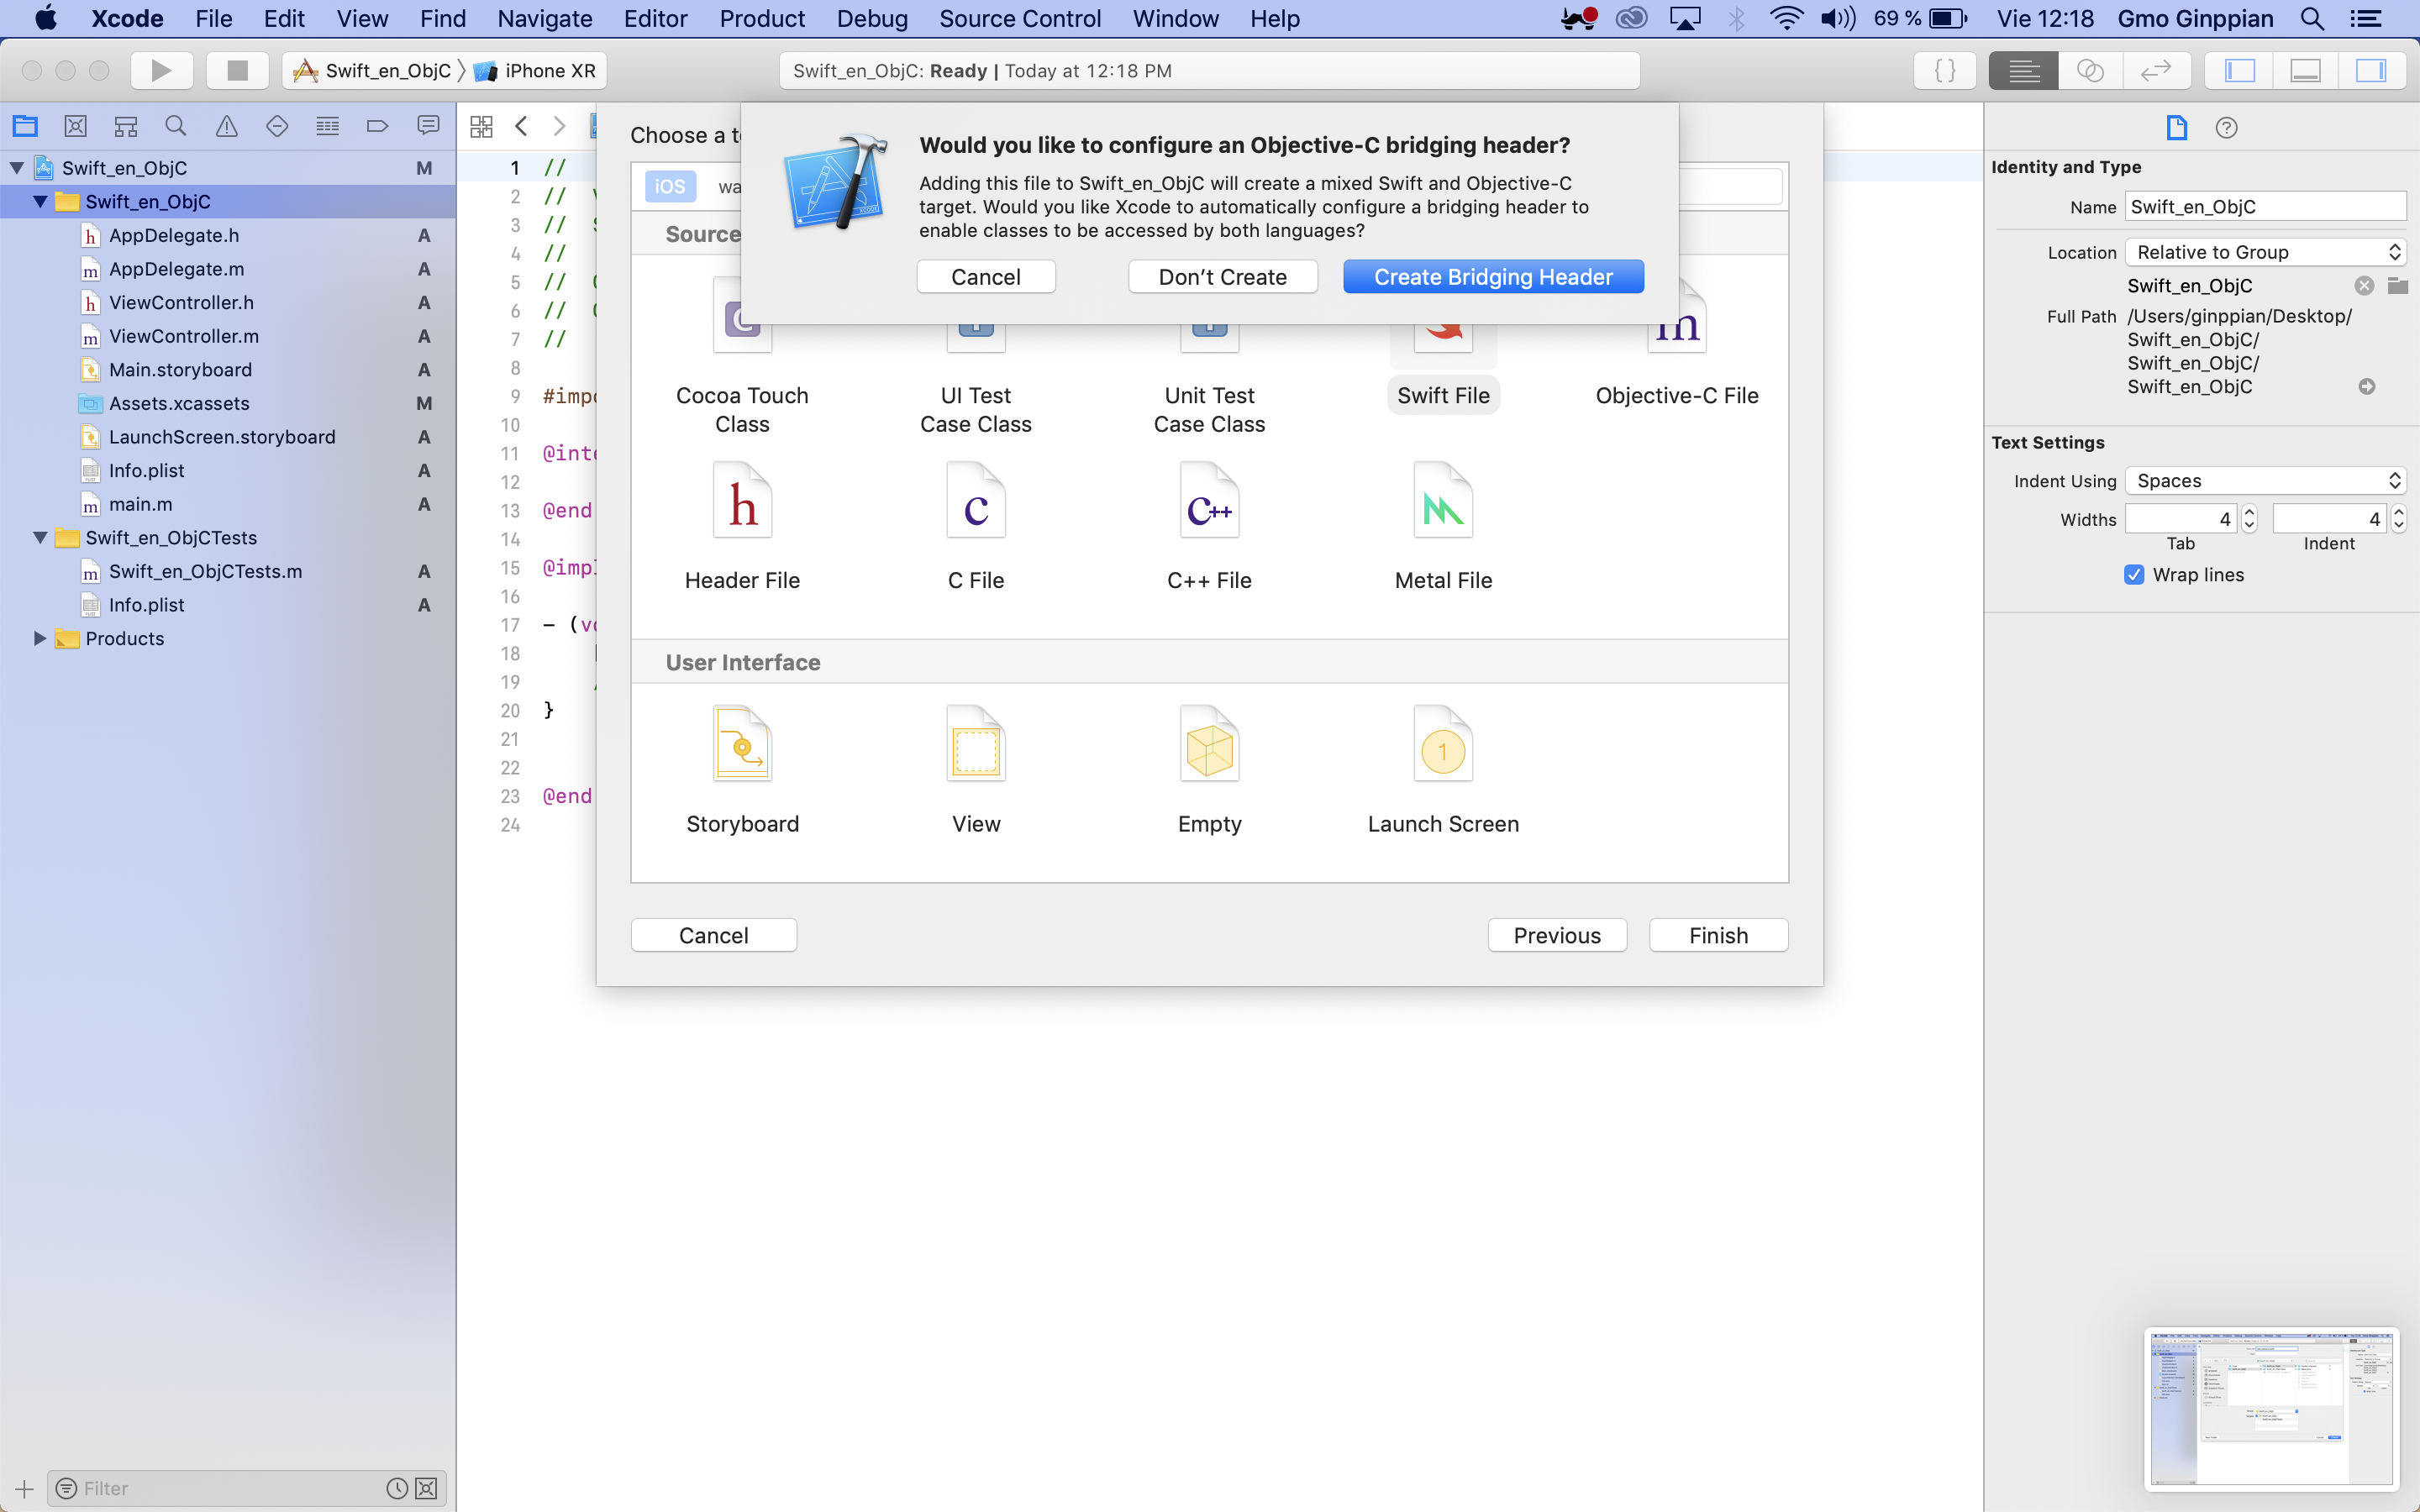 Xcode File Edit View Find Navigate Editor Product Debug Source Control Window Help 69 % Vie 12:18 Gmo Ginppian
Swift_en_ObjC iPhone XR Swift_en_ObjC: Ready | Today at 12:18 PM {}
Swift_en_ObjC M
Swift_en_ObjC
AppDelegate.h A
AppDelegate.m A
ViewController.h A
ViewController.m A
Main.storyboard A
Assets.xcassets M
LaunchScreen.storyboard A
Info.plist A
main.m A
Swift_en_ObjCTests
Swift_en_ObjCTests.m A
Info.plist A
Products
Filter
1 //
2 //
3 //
4 //
5 //
6 //
7 //
8
9 #impo
10
11 @inte
12
13 @end
14
15 @impl
16
17 - (vo
18
19
20 }
21
22
23 @end
24
Choose a te
iOS wa
Source
Would you like to configure an Objective-C bridging header?
Adding this file to Swift_en_ObjC will create a mixed Swift and Objective-C
target. Would you like Xcode to automatically configure a bridging header to
enable classes to be accessed by both languages?
Cancel Don't Create Create Bridging Header
Cocoa Touch
Class
UI Test
Case Class
Unit Test
Case Class
Swift File
m
Objective-C File
h
Header File
c
C File
C++
C++ File
Metal File
User Interface
Storyboard
View
Empty
1
Launch Screen
Cancel Previous Finish
Identity and Type
Name Swift_en_ObjC
Location Relative to Group
Swift_en_ObjC
Full Path /Users/ginppian/Desktop/
Swift_en_ObjC/
Swift_en_ObjC/
Swift_en_ObjC
Text Settings
Indent Using Spaces
Widths 4 4
Tab Indent
Wrap lines